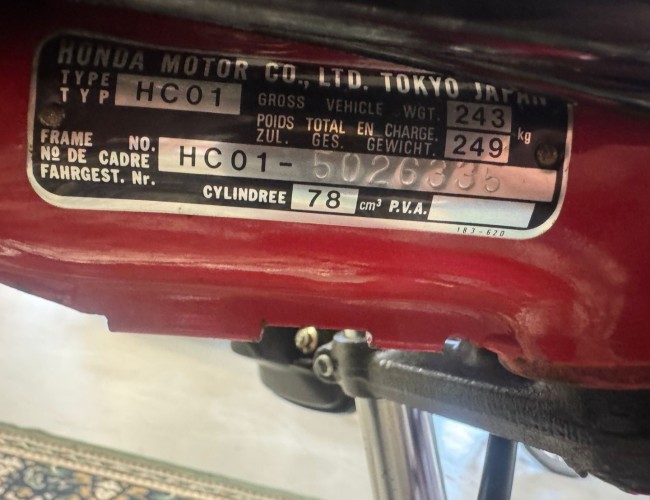 HONDA MOTOR CO., LTD. TOKYO JAPAN
TYPE
TYP HC01
GROSS VEHICLE WGT. 243
POIDS TOTAL EN CHARGE.
ZUL. GES. GEWICHT. 249 kg
FRAME NO.
Nº DE CADRE HC01-5026335
FAHRGEST. Nr.
CYLINDREE 78 cm³ P.V.A.
183-620